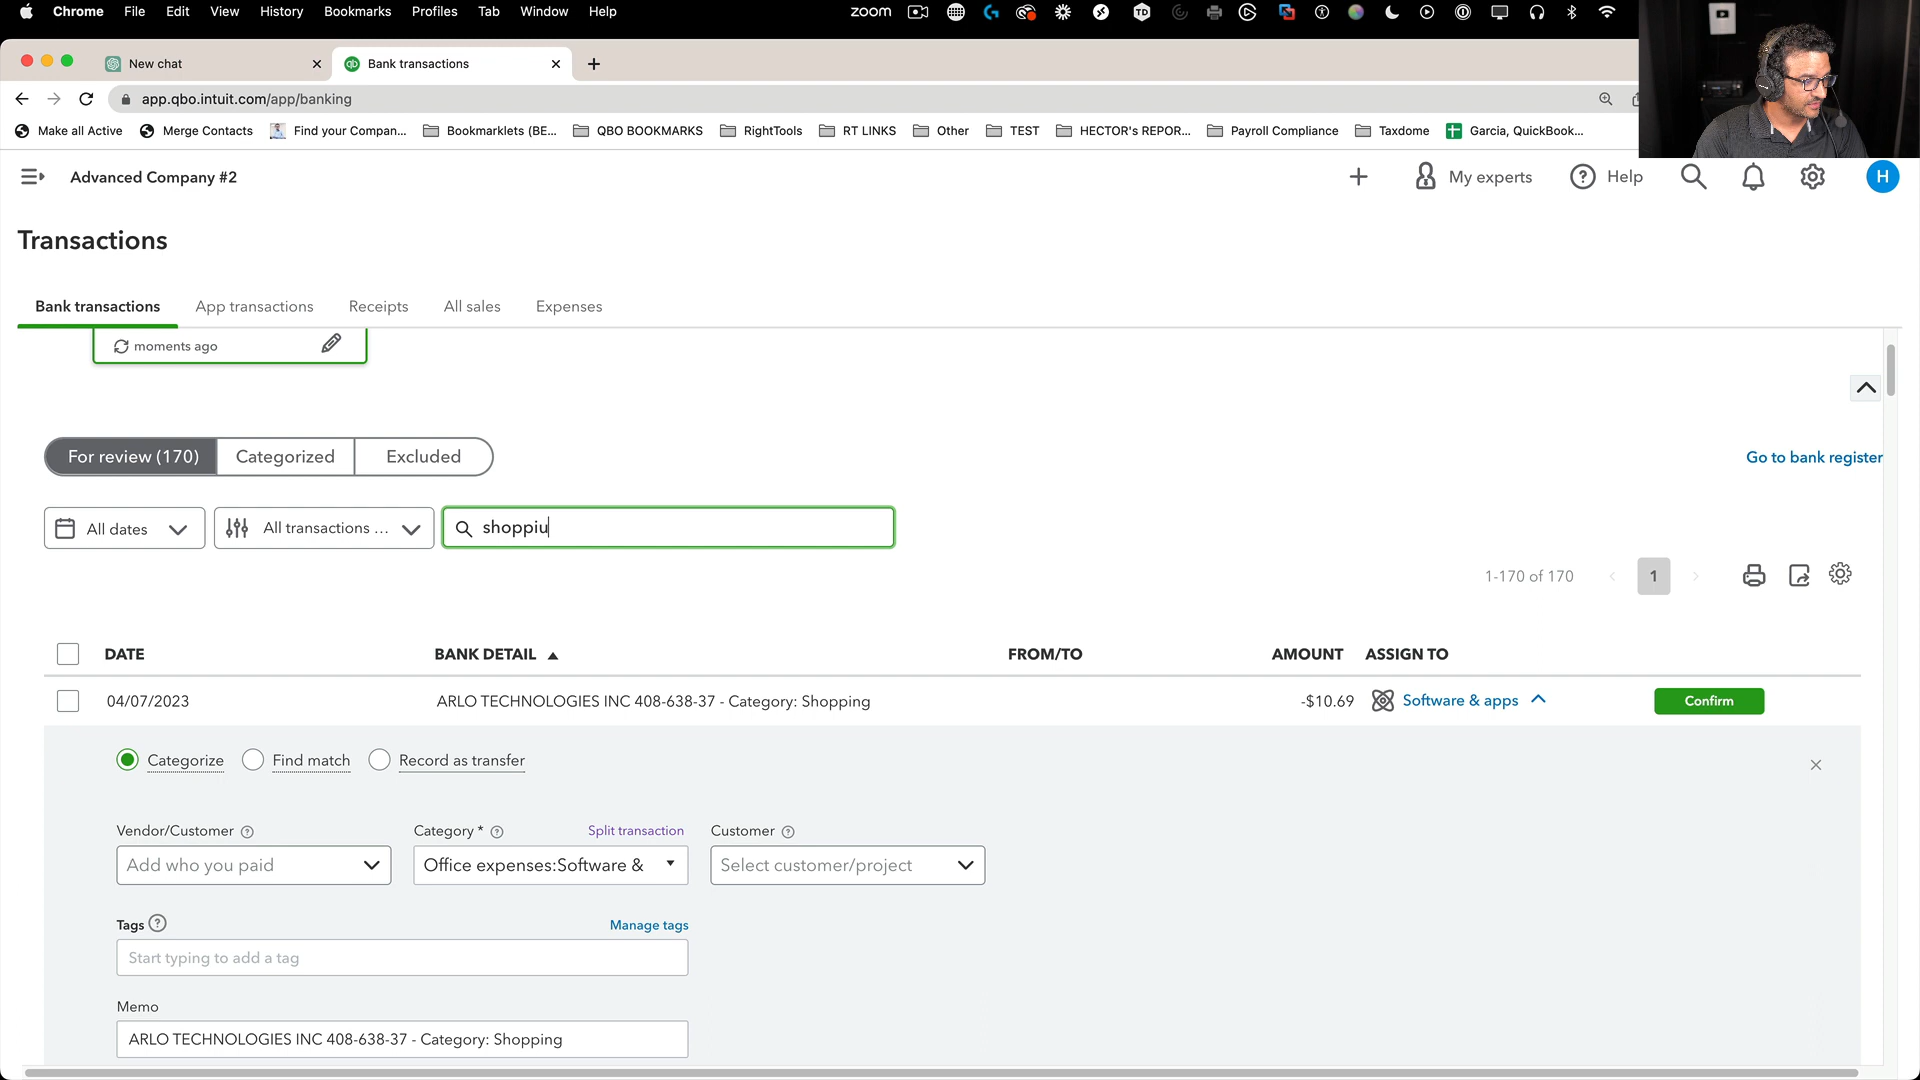 Chrome File Edit View History Bookmarks Profiles Tab Window Help zoom TD
New chat Bank transactions
app.qbo.intuit.com/app/banking
Make all Active Merge Contacts Find your Compan... Bookmarklets (BE... QBO BOOKMARKS RightTools RT LINKS Other TEST HECTOR's REPOR... Payroll Compliance Taxdome Garcia, QuickBook...
Advanced Company #2 My experts Help H
Transactions
Bank transactions App transactions Receipts All sales Expenses
moments ago
For review (170) Categorized Excluded Go to bank register
All dates All transactions ... shoppiu
1-170 of 170 1
DATE BANK DETAIL FROM/TO AMOUNT ASSIGN TO
04/07/2023 ARLO TECHNOLOGIES INC 408-638-37 - Category: Shopping -$10.69 Software & apps Confirm
Categorize Find match Record as transfer
Vendor/Customer Category * Split transaction Customer
Add who you paid Office expenses:Software & Select customer/project
Tags Manage tags
Start typing to add a tag
Memo
ARLO TECHNOLOGIES INC 408-638-37 - Category: Shopping